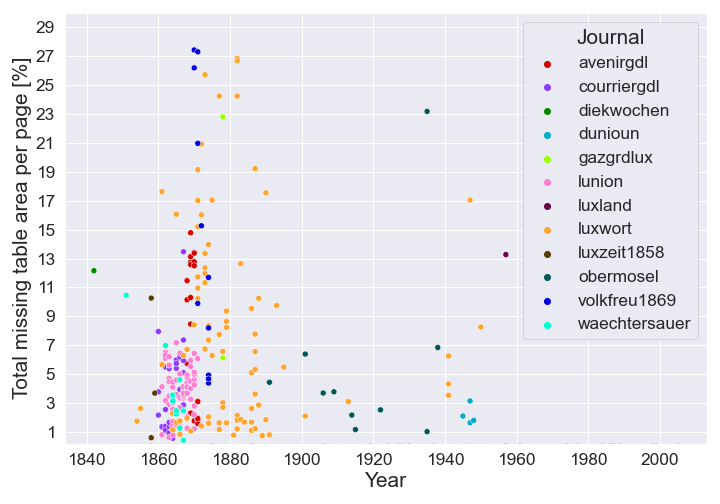 Total missing table area per page [%]
29
27
25
23
21
19
17
15
13
11
9
7
5
3
1
Journal
avenirgdl
courriergdl
diekwochen
dunioun
gazgrdlux
lunion
luxland
luxwort
luxzeit1858
obermosel
volkfreu1869
waechtersauer
1840 1860 1880 1900 1920 1940 1960 1980 2000
Year